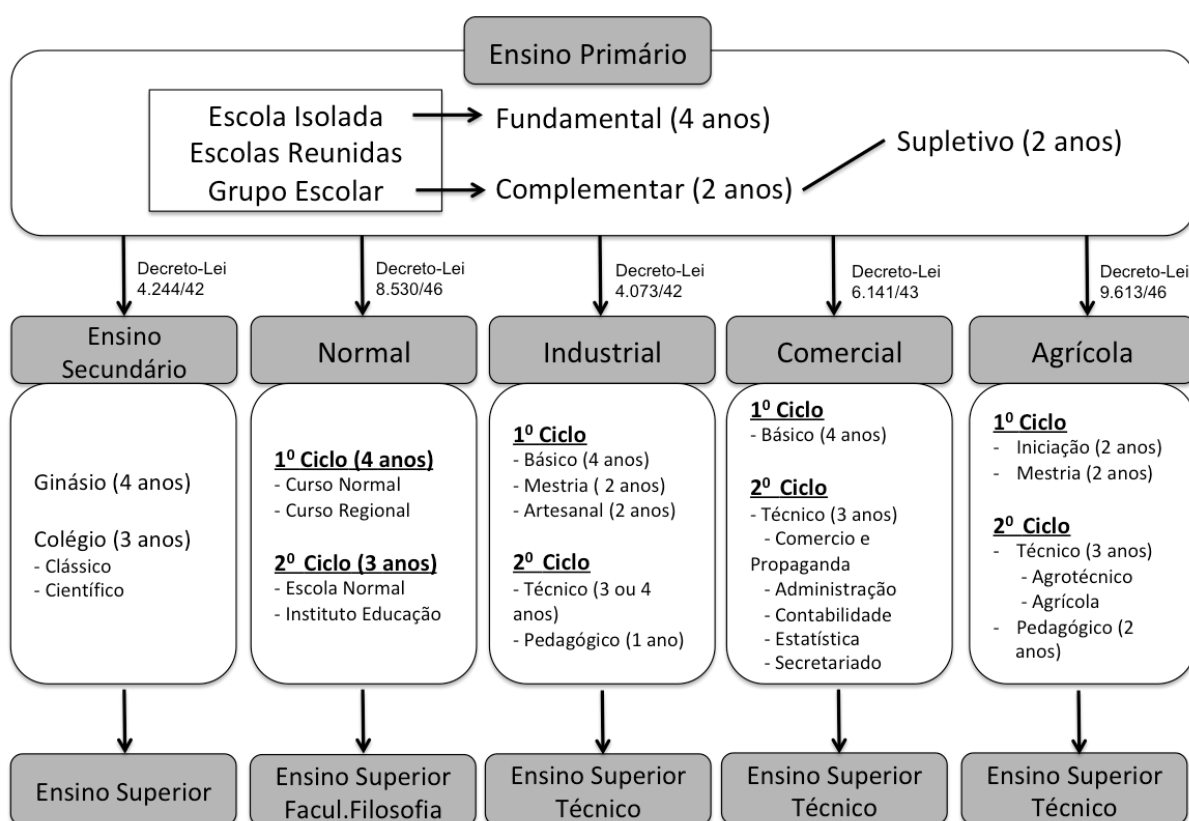 Ensino Primário
Escola Isolada
Escolas Reunidas
Grupo Escolar
Fundamental (4 anos)
Complementar (2 anos)
Supletivo (2 anos)
Decreto-Lei
4.244/42
Decreto-Lei
8.530/46
Decreto-Lei
4.073/42
Decreto-Lei
6.141/43
Decreto-Lei
9.613/46
Ensino
Secundário
Ginásio (4 anos)
Colégio (3 anos)
- Clássico
- Científico
Ensino Superior
Normal
1⁰ Ciclo (4 anos)
- Curso Normal
- Curso Regional
2⁰ Ciclo (3 anos)
- Escola Normal
- Instituto Educação
Ensino Superior
Facul.Filosofia
Industrial
1⁰ Ciclo
- Básico (4 anos)
- Mestria ( 2 anos)
- Artesanal (2 anos)
2⁰ Ciclo
- Técnico (3 ou 4
anos)
- Pedagógico (1 ano)
Ensino Superior
Técnico
Comercial
1⁰ Ciclo
- Básico (4 anos)
2⁰ Ciclo
- Técnico (3 anos)
- Comercio e
Propaganda
- Administração
- Contabilidade
- Estatística
- Secretariado
Ensino Superior
Técnico
Agrícola
1⁰ Ciclo
- Iniciação (2 anos)
- Mestria (2 anos)
2⁰ Ciclo
- Técnico (3 anos)
- Agrotécnico
- Agrícola
- Pedagógico (2
anos)
Ensino Superior
Técnico